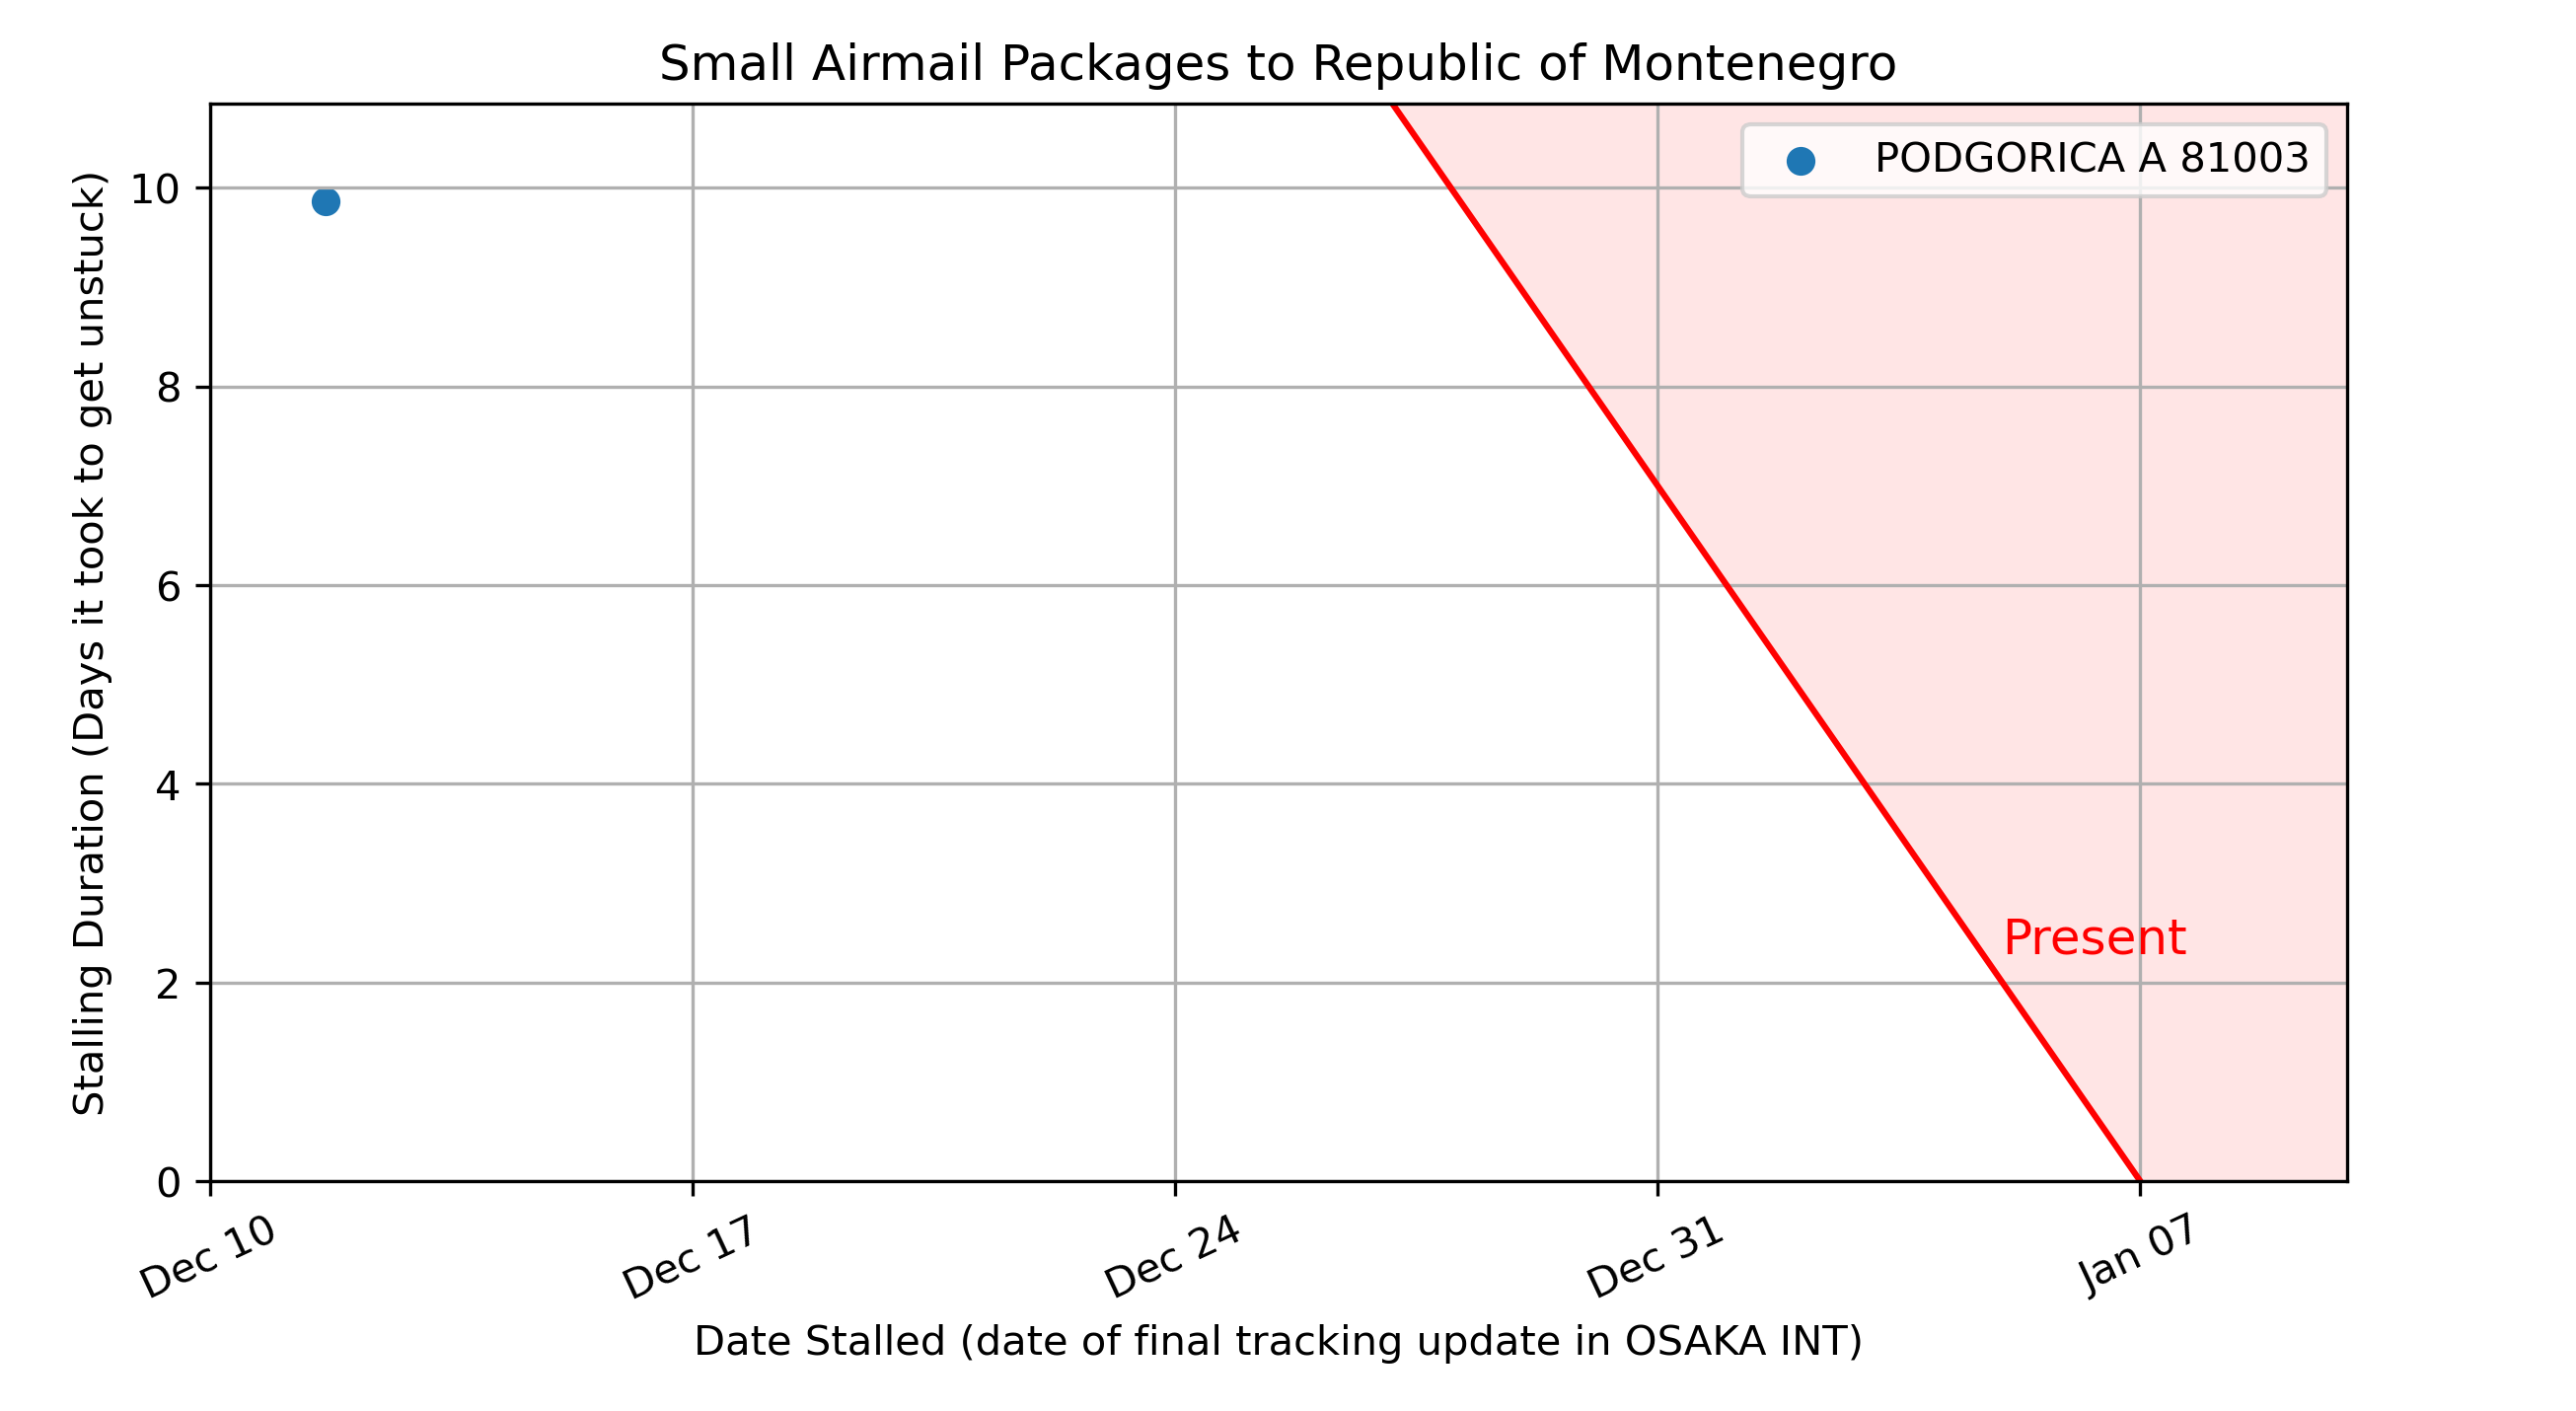 Small Airmail Packages to Republic of Montenegro
PODGORICA A 81003
Stalling Duration (Days it took to get unstuck)
10
8
6
4
2
0
Present
Dec 10
Dec 17
Dec 24
Dec 31
Jan 07
Date Stalled (date of final tracking update in OSAKA INT)